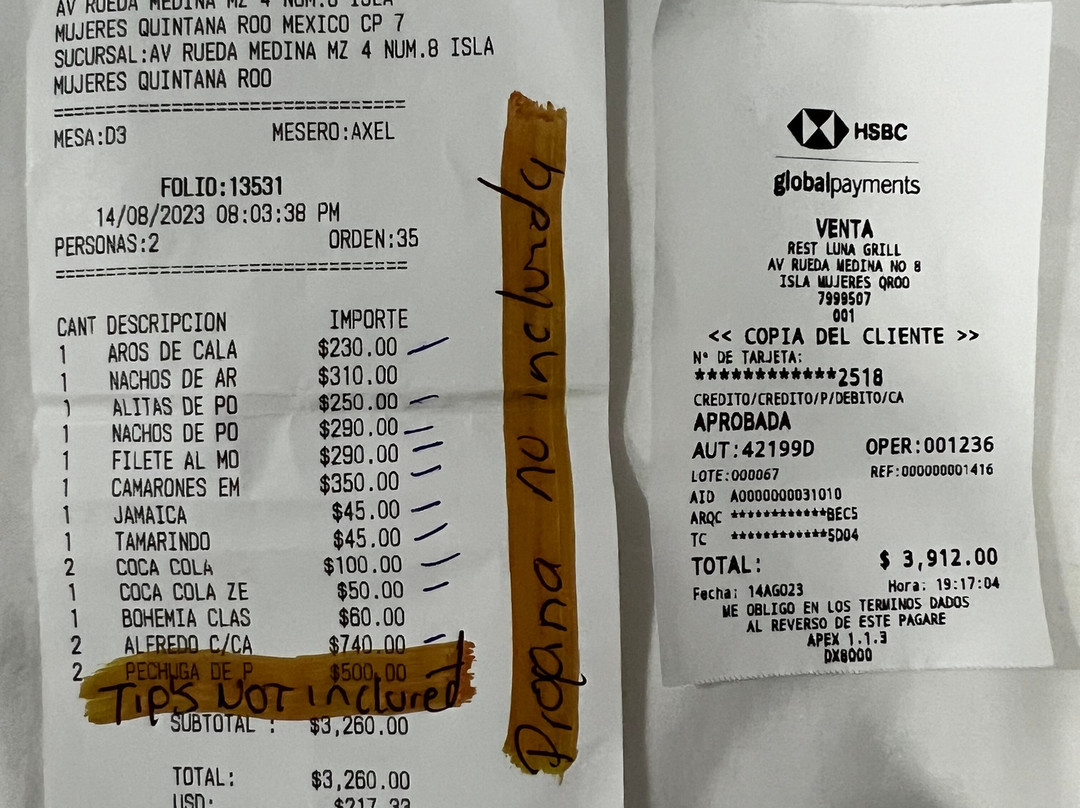 AV RUEDA MEDINA MZ 4 NUM.8 ISLA
MUJERES QUINTANA ROO MEXICO CP 7
SUCURSAL:AV RUEDA MEDINA MZ 4 NUM.8 ISLA
MUJERES QUINTANA ROO
==================================
MESA:D3 MESERO:AXEL
FOLIO:13531
14/08/2023 08:03:38 PM
PERSONAS:2 ORDEN:35
==================================
CANT DESCRIPCION IMPORTE
1 AROS DE CALA $230.00
1 NACHOS DE AR $310.00
1 ALITAS DE PO $250.00
1 NACHOS DE PO $290.00
1 FILETE AL MO $290.00
1 CAMARONES EM $350.00
1 JAMAICA $45.00
1 TAMARINDO $45.00
2 COCA COLA $100.00
1 COCA COLA ZE $50.00
1 BOHEMIA CLAS $60.00
2 ALFREDO C/CA $740.00
2 PECHUGA DE P $500.00
TIPS NOT inclured
SUBTOTAL : $3,260.00
TOTAL: $3,260.00
USD: $217.33
Propana no inclundy
HSBC
globalpayments
VENTA
REST LUNA GRILL
AV RUEDA MEDINA NO 8
ISLA MUJERES QROO
7999507
001
<< COPIA DEL CLIENTE >>
Nº DE TARJETA:
************2518
CREDITO/CREDITO/P/DEBITO/CA
APROBADA
AUT:42199D OPER:001236
LOTE:000067 REF:000000001416
AID A0000000031010
ARQC ************BEC5
TC ************5D04
TOTAL: $ 3,912.00
Fecha: 14AGO23 Hora: 19:17:04
ME OBLIGO EN LOS TERMINOS DADOS
AL REVERSO DE ESTE PAGARE
APEX 1.1.3
DX8000